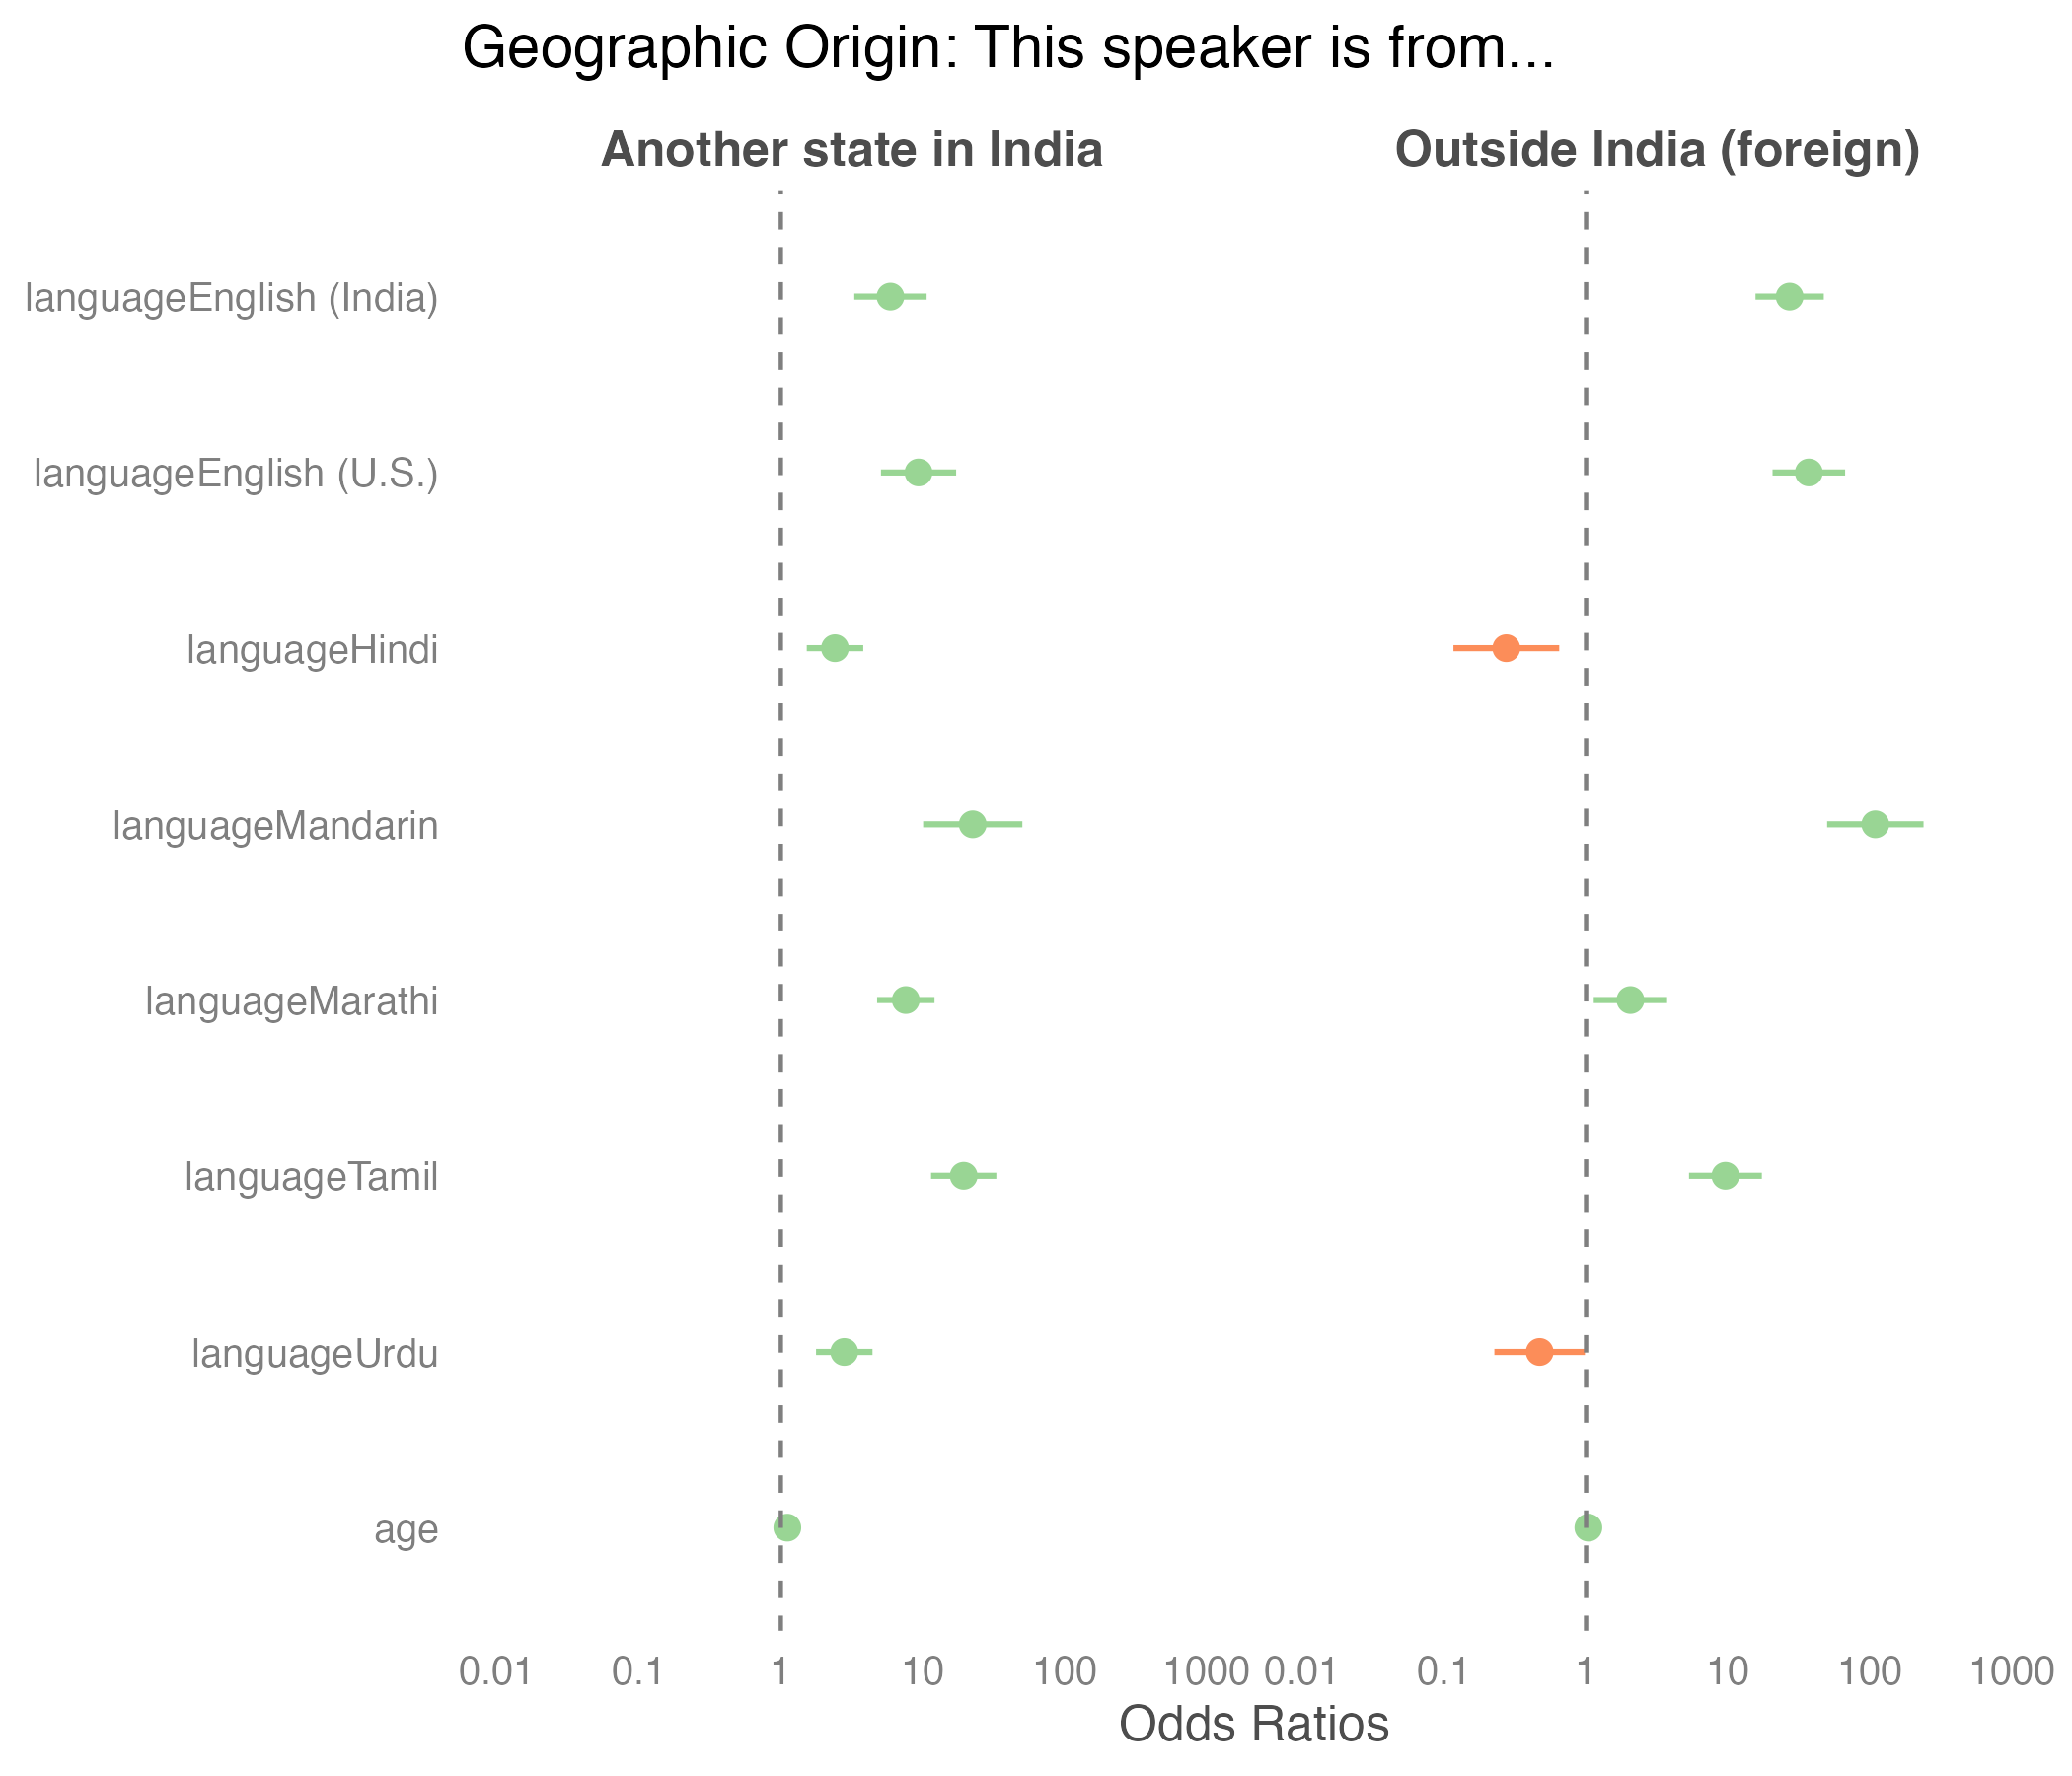 Geographic Origin: This speaker is from...
Another state in India
Outside India (foreign)
languageEnglish (India)
languageEnglish (U.S.)
languageHindi
languageMandarin
languageMarathi
languageTamil
languageUrdu
age
0.01 0.1 1 10 100 1000 0.01 0.1 1 10 100 1000
Odds Ratios